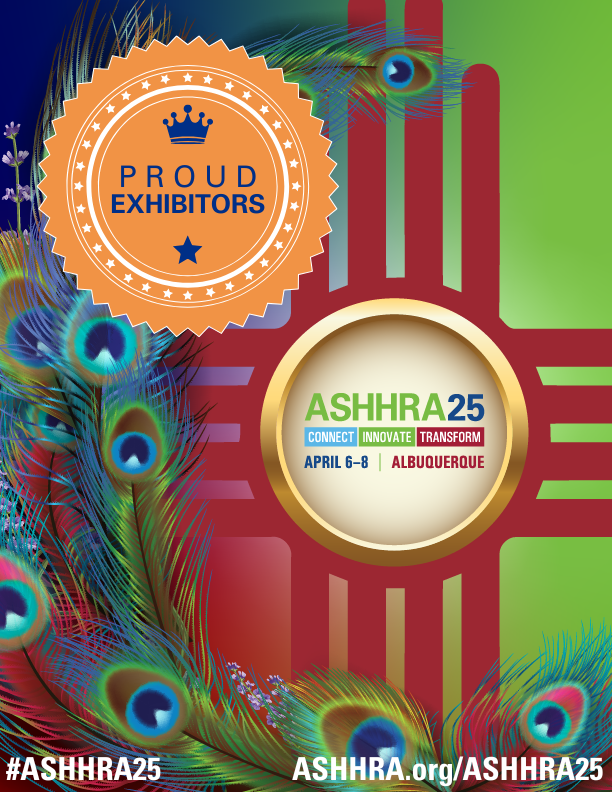 PROUD
EXHIBITORS
ASHHRA25
CONNECT INNOVATE TRANSFORM
APRIL 6–8 | ALBUQUERQUE
#ASHHRA25
ASHHRA.org/ASHHRA25